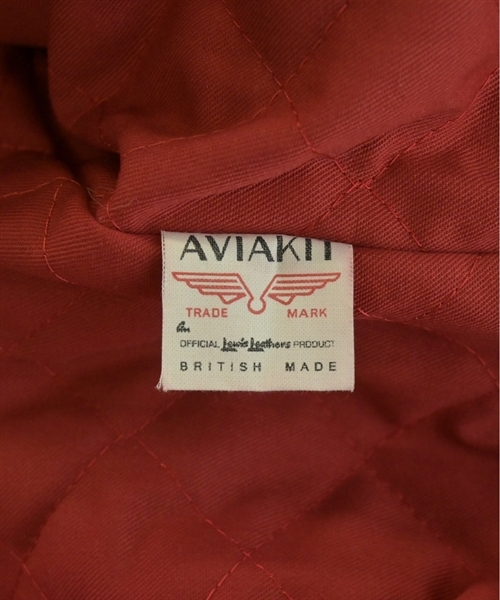 AVIAKIT
TRADE MARK
An
OFFICIAL Lewis Leathers PRODUCT
BRITISH MADE